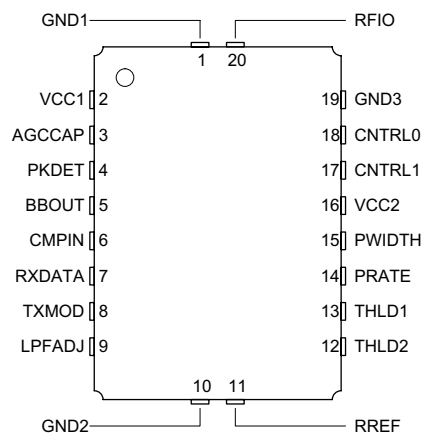 GND1 RFIO
1 20
VCC1 2 19 GND3
AGCCAP 3 18 CNTRL0
PKDET 4 17 CNTRL1
BBOUT 5 16 VCC2
CMPIN 6 15 PWIDTH
RXDATA 7 14 PRATE
TXMOD 8 13 THLD1
LPFADJ 9 12 THLD2
10 11
GND2 RREF